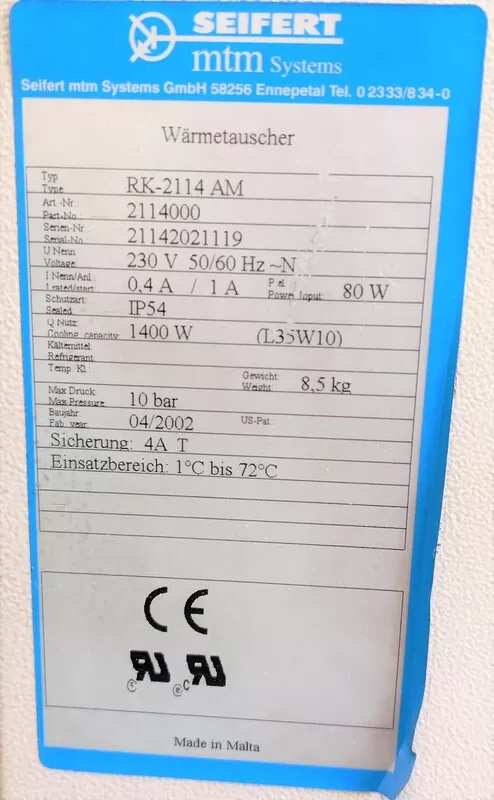 SEIFERT
mtm Systems
Seifert mtm Systems GmbH 58256 Ennepetal Tel. 0 2333/8 34-0
Wärmetauscher
Typ
Type RK-2114 AM
Art.-Nr.
Part-No. 2114000
Serien-Nr.
Serial-No. 21142021119
U Nenn
Voltage 230 V 50/60 Hz ~N
I Nenn/Anl.
I rated/start 0,4 A / 1 A P el. Power Input: 80 W
Schutzart:
Sealed: IP54
Q Nutz:
Cooling capacity: 1400 W (L35W10)
Kältemittel
Refrigerant:
Temp. Kl.
Gewicht:
Weight: 8,5 kg
Max Druck
Max Pressure 10 bar
Baujahr
Fab. year: 04/2002 US-Pat.:
Sicherung: 4A T
Einsatzbereich: 1°C bis 72°C
CE
RU ® c RU ®
Made in Malta